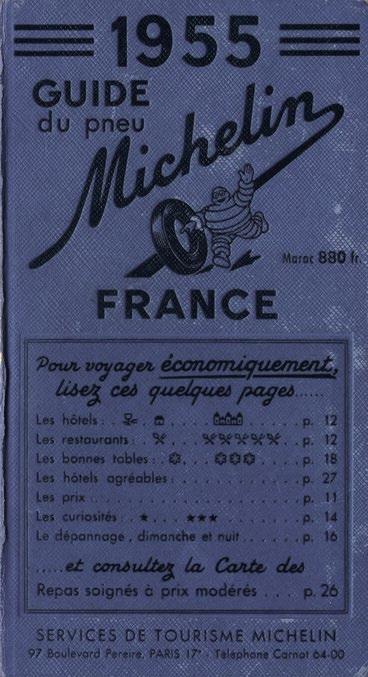 1955
GUIDE
du pneu
Michelin
Maroc 880 fr.
FRANCE
Pour voyager économiquement,
lisez ces quelques pages......
Les hôtels : . . . . . . . p. 12
Les restaurants : . . . . . p. 12
Les bonnes tables : . . . . . . . p. 18
Les hôtels agréables : . . . . . . . p. 27
Les prix . . . . . . . p. 11
Les curiosités : . ★ . . . ★★★ . . . . . . . p. 14
Le dépannage, dimanche et nuit . . . . . p. 16
.....et consultez la Carte des
Repas soignés à prix modérés . . . p. 26
SERVICES DE TOURISME MICHELIN
97 Boulevard Pereire, PARIS 17e - Téléphone Carnot 64-00